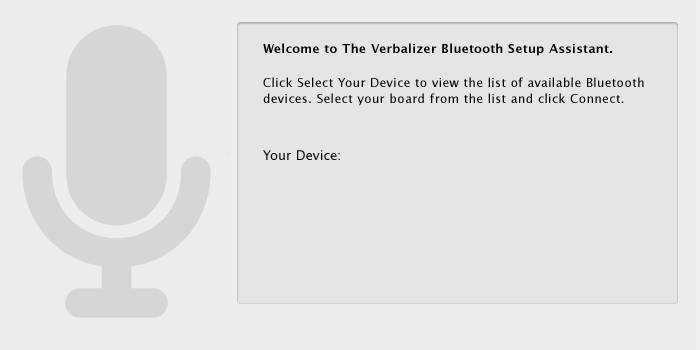 Welcome to The Verbalizer Bluetooth Setup Assistant.
Click Select Your Device to view the list of available Bluetooth
devices. Select your board from the list and click Connect.
Your Device: